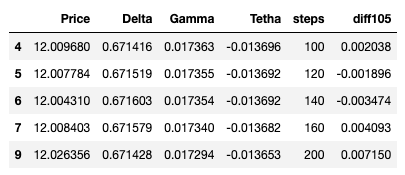 Price Delta Gamma Tetha steps diff105
4 12.009680 0.671416 0.017363 -0.013696 100 0.002038
5 12.007784 0.671519 0.017355 -0.013692 120 -0.001896
6 12.004310 0.671603 0.017354 -0.013692 140 -0.003474
7 12.008403 0.671579 0.017340 -0.013682 160 0.004093
9 12.026356 0.671428 0.017294 -0.013653 200 0.007150